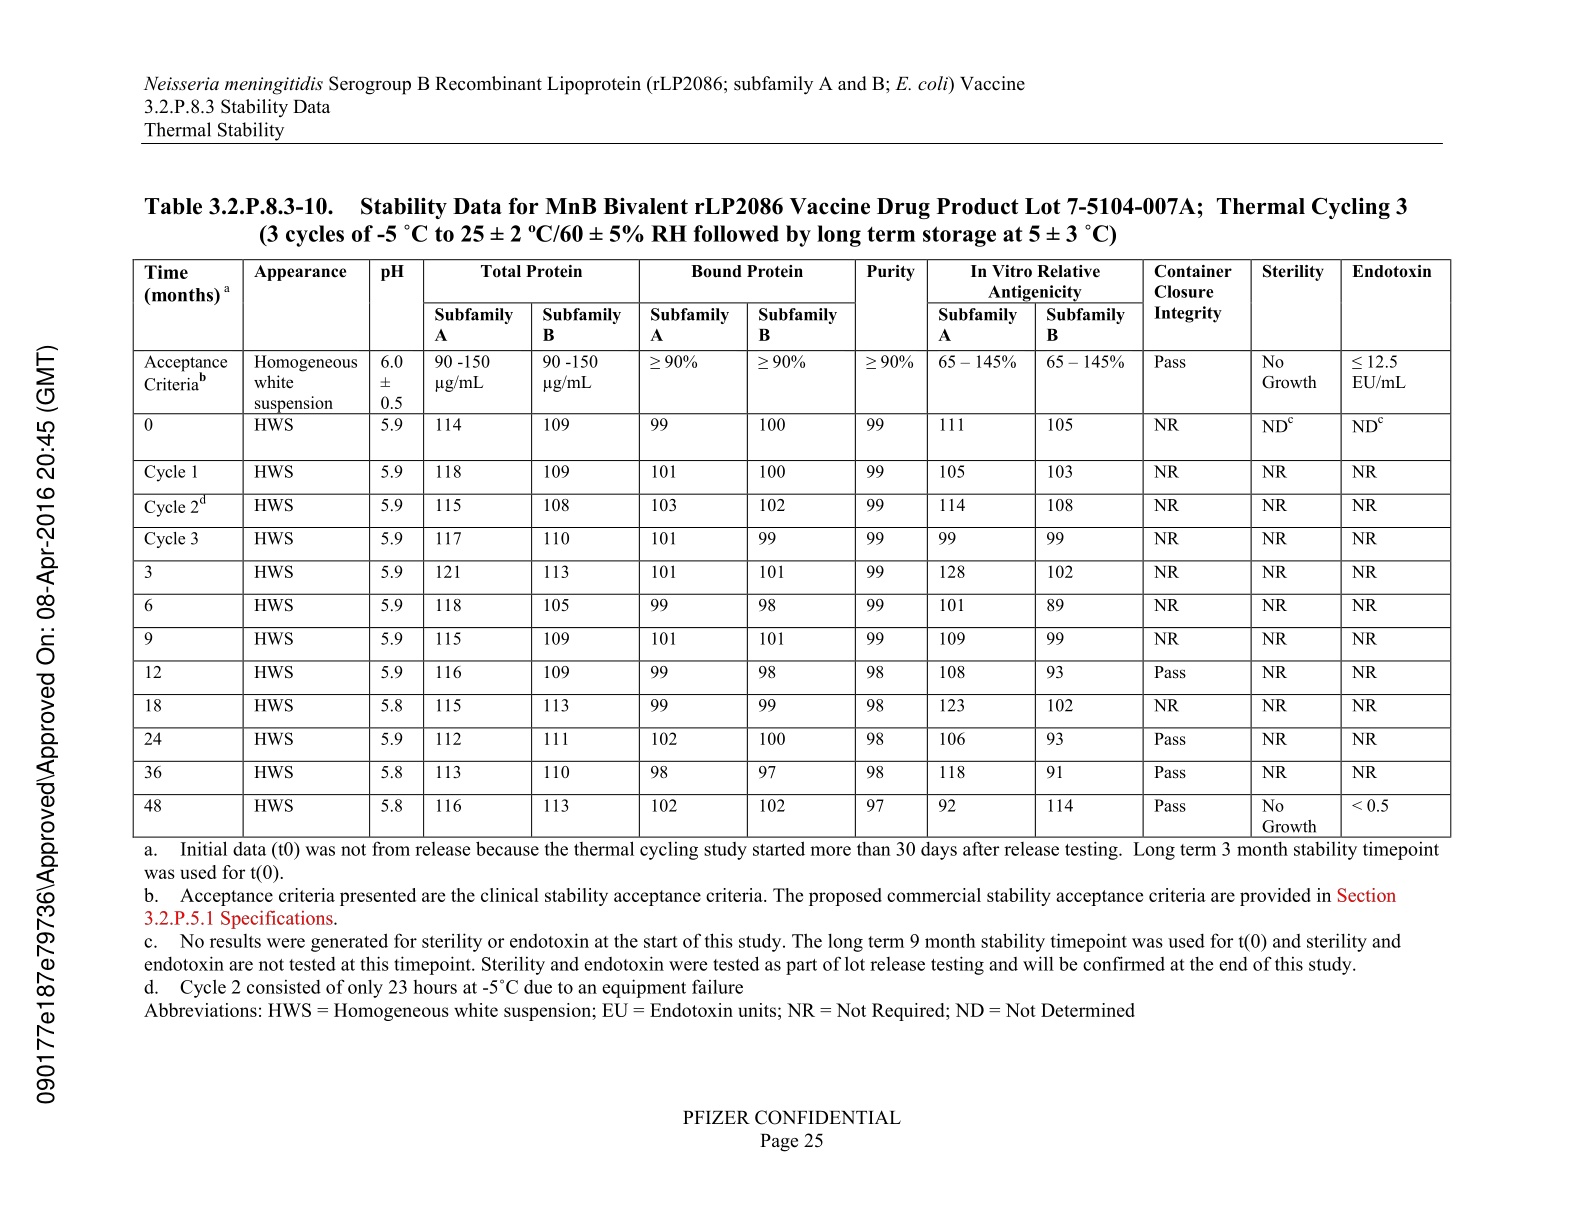 Neisseria meningitidis Serogroup B Recombinant Lipoprotein (rLP2086; subfamily A and B; E. coli) Vaccine
3.2.P.8.3 Stability Data
Thermal Stability
Table 3.2.P.8.3-10. Stability Data for MnB Bivalent rLP2086 Vaccine Drug Product Lot 7-5104-007A; Thermal Cycling 3
(3 cycles of -5 ˚C to 25 ± 2 ºC/60 ± 5% RH followed by long term storage at 5 ± 3 ˚C)
Time (months) a Appearance pH Total Protein Bound Protein Purity In Vitro Relative Antigenicity Container Closure Integrity Sterility Endotoxin
Subfamily A Subfamily B Subfamily A Subfamily B Subfamily A Subfamily B
Acceptance Criteriab Homogeneous white suspension 6.0 ± 0.5 90 -150 µg/mL 90 -150 µg/mL ≥ 90% ≥ 90% ≥ 90% 65 – 145% 65 – 145% Pass No Growth ≤ 12.5 EU/mL
0 HWS 5.9 114 109 99 100 99 111 105 NR NDc NDc
Cycle 1 HWS 5.9 118 109 101 100 99 105 103 NR NR NR
Cycle 2d HWS 5.9 115 108 103 102 99 114 108 NR NR NR
Cycle 3 HWS 5.9 117 110 101 99 99 99 99 NR NR NR
3 HWS 5.9 121 113 101 101 99 128 102 NR NR NR
6 HWS 5.9 118 105 99 98 99 101 89 NR NR NR
9 HWS 5.9 115 109 101 101 99 109 99 NR NR NR
12 HWS 5.9 116 109 99 98 98 108 93 Pass NR NR
18 HWS 5.8 115 113 99 99 98 123 102 NR NR NR
24 HWS 5.9 112 111 102 100 98 106 93 Pass NR NR
36 HWS 5.8 113 110 98 97 98 118 91 Pass NR NR
48 HWS 5.8 116 113 102 102 97 92 114 Pass No Growth < 0.5
a. Initial data (t0) was not from release because the thermal cycling study started more than 30 days after release testing. Long term 3 month stability timepoint
was used for t(0).
b. Acceptance criteria presented are the clinical stability acceptance criteria. The proposed commercial stability acceptance criteria are provided in Section
3.2.P.5.1 Specifications.
c. No results were generated for sterility or endotoxin at the start of this study. The long term 9 month stability timepoint was used for t(0) and sterility and
endotoxin are not tested at this timepoint. Sterility and endotoxin were tested as part of lot release testing and will be confirmed at the end of this study.
d. Cycle 2 consisted of only 23 hours at -5˚C due to an equipment failure
Abbreviations: HWS = Homogeneous white suspension; EU = Endotoxin units; NR = Not Required; ND = Not Determined
PFIZER CONFIDENTIAL
Page 25
090177e187e79736\Approved\Approved On: 08-Apr-2016 20:45 (GMT)